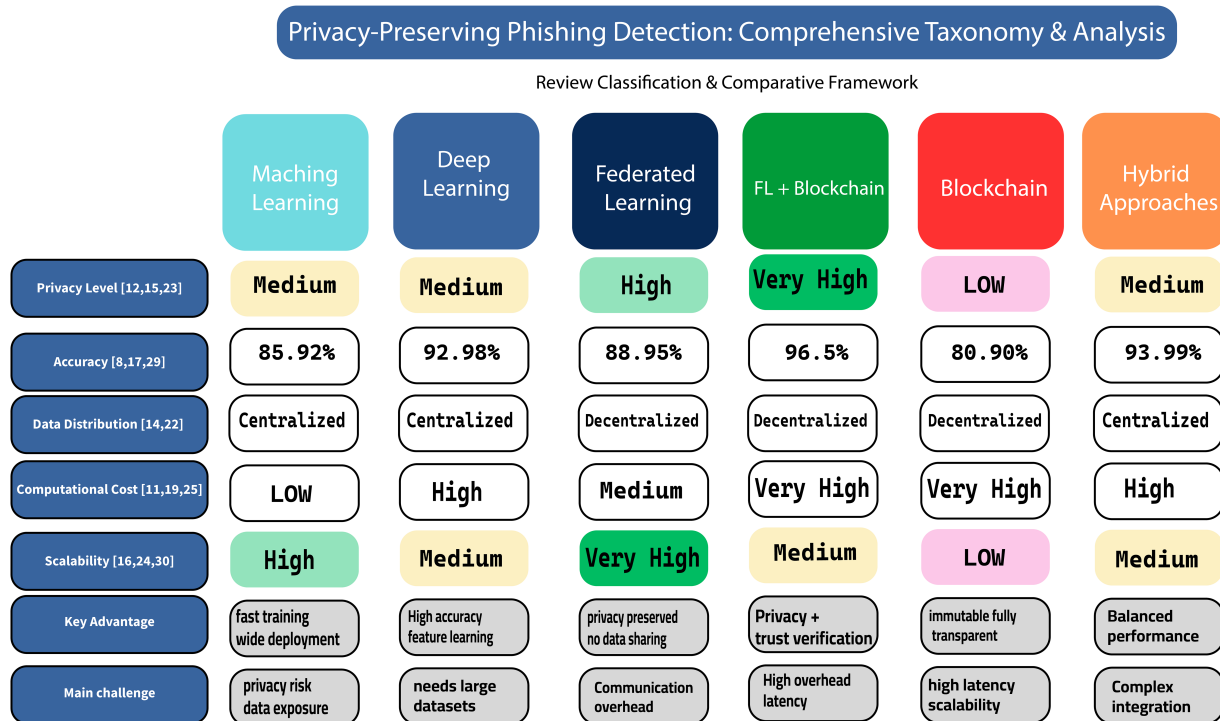 Privacy-Preserving Phishing Detection: Comprehensive Taxonomy & Analysis
Review Classification & Comparative Framework
Maching
Learning
Deep
Learning
Federated
Learning
FL + Blockchain
Blockchain
Hybrid
Approaches
Privacy Level [12,15,23]
Medium
Medium
High
Very High
LOW
Medium
Accuracy [8,17,29]
85.92%
92.98%
88.95%
96.5%
80.90%
93.99%
Data Distribution [14,22]
Centralized
Centralized
Decentralized
Decentralized
Decentralized
Centralized
Computational Cost [11,19,25]
LOW
High
Medium
Very High
Very High
High
Scalability [16,24,30]
High
Medium
Very High
Medium
LOW
Medium
Key Advantage
fast training
wide deployment
High accuracy
feature learning
privacy preserved
no data sharing
Privacy +
trust verification
immutable fully
transparent
Balanced
performance
Main challenge
privacy risk
data exposure
needs large
datasets
Communication
overhead
High overhead
latency
high latency
scalability
Complex
integration